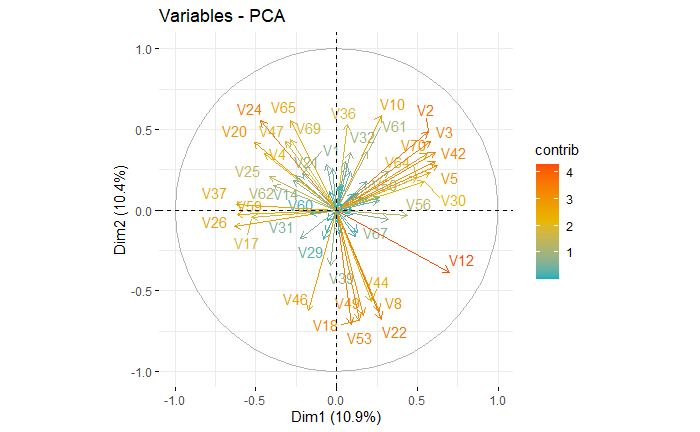 Variables - PCA
1.0
0.5
0.0
-0.5
-1.0
Dim2 (10.4%)
V24
V65
V20
V47
V69
V36
V10
V61
V2
V3
V32
V70
V42
V4
V21
V25
V64
V5
V37
V62
V14
V60
V30
V59
V56
V26
V17
V31
V67
V29
V12
V39
V44
V46
V49
V8
V18
V22
V53
-1.0
-0.5
0.0
0.5
1.0
Dim1 (10.9%)
contrib
4
3
2
1